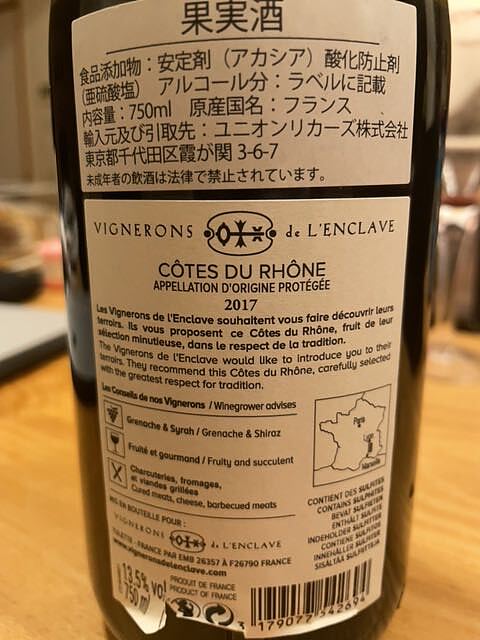 果実酒
食品添加物：安定剤（アカシア）酸化防止剤
（亜硫酸塩） アルコール分：ラベルに記載
内容量：750ml 原産国名：フランス
輸入元及び引取先：ユニオンリカーズ株式会社
東京都千代田区霞が関 3-6-7
未成年者の飲酒は法律で禁止されています。
VIGNERONS de L'ENCLAVE
CÔTES DU RHÔNE
APPELLATION D'ORIGINE PROTÉGÉE
2017
Les Vignerons de l'Enclave souhaitent vous faire découvrir leurs
terroirs. Ils vous proposent ce Côtes du Rhône, fruit de leur
sélection minutieuse, dans le respect de la tradition.
The Vignerons de l'Enclave would like to introduce you to their
terroirs. They recommend this Côtes du Rhône, carefully selected
with the greatest respect for tradition.
Les Conseils de nos Vignerons / Winegrower advises
Grenache & Syrah / Grenache & Shiraz
Fruité et gourmand / Fruity and succulent
Charcuteries, fromages,
et viandes grillées
Cured meats, cheese, barbecued meats
Paris
Lyon
Marseille
MIS EN BOUTEILLE POUR :
VIGNERONS de L'ENCLAVE
FRANCE PAR EMB 26357 À F26790 FRANCE
www.vigneronsdelenclave.com
13.5% vol
750 ml
PRODUIT DE FRANCE
PRODUCT OF FRANCE
CONTIENT DES SULFITES
CONTAINS SULPHITES
BEVAT SULFIETEN
ENTHÄLT SULFITE
INDEHOLDER SULFITTER
CONTIENE SULFITOS
INNEHÅLLER SULFITER
SISÄLTÄÄ SULFIITTEJA
3 179077 542694